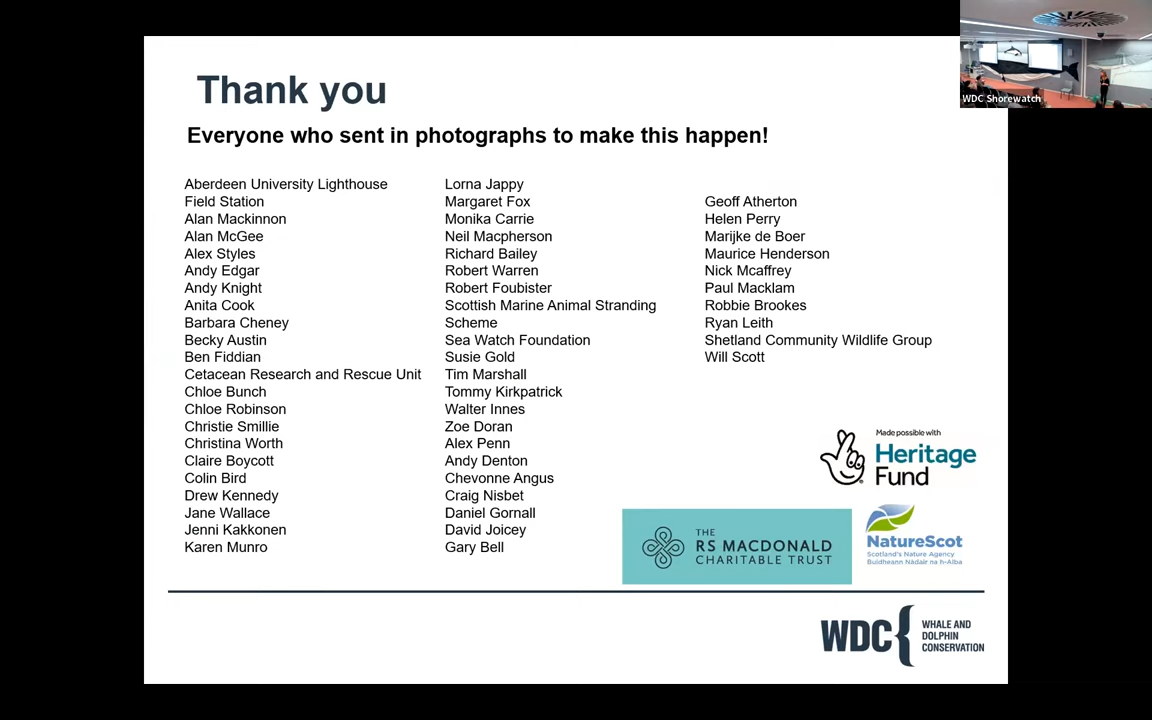 Thank you
Everyone who sent in photographs to make this happen!
Aberdeen University Lighthouse
Field Station
Alan Mackinnon
Alan McGee
Alex Styles
Andy Edgar
Andy Knight
Anita Cook
Barbara Cheney
Becky Austin
Ben Fiddian
Cetacean Research and Rescue Unit
Chloe Bunch
Chloe Robinson
Christie Smillie
Christina Worth
Claire Boycott
Colin Bird
Drew Kennedy
Jane Wallace
Jenni Kakkonen
Karen Munro
Lorna Jappy
Margaret Fox
Monika Carrie
Neil Macpherson
Richard Bailey
Robert Warren
Robert Foubister
Scottish Marine Animal Stranding
Scheme
Sea Watch Foundation
Susie Gold
Tim Marshall
Tommy Kirkpatrick
Walter Innes
Zoe Doran
Alex Penn
Andy Denton
Chevonne Angus
Craig Nisbet
Daniel Gornall
David Joicey
Gary Bell
Geoff Atherton
Helen Perry
Marijke de Boer
Maurice Henderson
Nick Mcaffrey
Paul Macklam
Robbie Brookes
Ryan Leith
Shetland Community Wildlife Group
Will Scott
Made possible with
Heritage
Fund
THE
RS MACDONALD
CHARITABLE TRUST
NatureScot
Scotland's Nature Agency
Buidheann Nàdair na h-Alba
WDC
WHALE AND
DOLPHIN
CONSERVATION
WDC Shorewatch